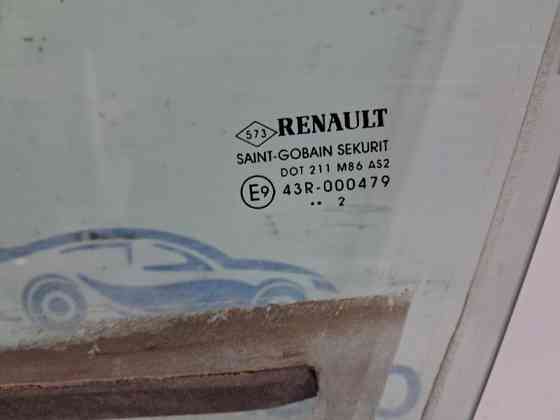 573 RENAULT
SAINT-GOBAIN SEKURIT
DOT 211 M86 AS2
E9 43R-000479
•• 2